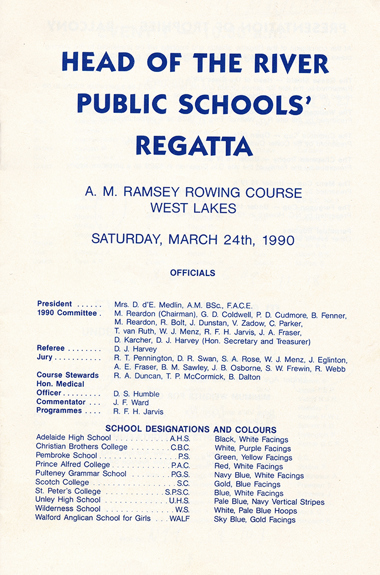 HEAD OF THE RIVER
PUBLIC SCHOOLS'
REGATTA
A. M. RAMSEY ROWING COURSE
WEST LAKES
SATURDAY, MARCH 24th, 1990
OFFICIALS
President ...... Mrs. D. d'E. Medlin, A.M. BSc., F.A.C.E.
1990 Committee . M. Reardon (Chairman), G. D. Coldwell, P. D. Cudmore, B. Fenner,
M. Reardon, R. Bolt, J. Dunstan, V. Zadow, C. Parker,
T. van Ruth, W. J. Menz, R. F. H. Jarvis, J. A. Fraser,
D. Karcher, D. J. Harvey (Hon. Secretary and Treasurer)
Referee ........ D. J. Harvey
Jury ........... R. T. Pennington, D. R. Swan, S. A. Rose, W. J. Menz, J. Eglinton,
A. E. Fraser, B. M. Sawley, J. B. Osborne, S. W. Frewin, R. Webb
Course Stewards R. A. Duncan, T. P. McCormick, B. Dalton
Hon. Medical
Officer......... D. S. Humble
Commentator ... J. F. Ward
Programmes .... R. F. H. Jarvis
SCHOOL DESIGNATIONS AND COLOURS
Adelaide High School ........... A.H.S. Black, White Facings
Christian Brothers College ....... C.B.C. White, Purple Facings
Pembroke School .............. P.S. Green, Yellow Facings
Prince Alfred College .......... P.A.C. Red, White Facings
Pulteney Grammar School ....... P.G.S. Navy Blue, White Facings
Scotch College ................ S.C. Gold, Blue Facings
St. Peter's College ............ S.P.S.C. Blue, White Facings
Unley High School ............. U.H.S. Pale Blue, Navy Vertical Stripes
Wilderness School ............. W.S. White, Pale Blue Hoops
Walford Anglican School for Girls ... WALF Sky Blue, Gold Facings